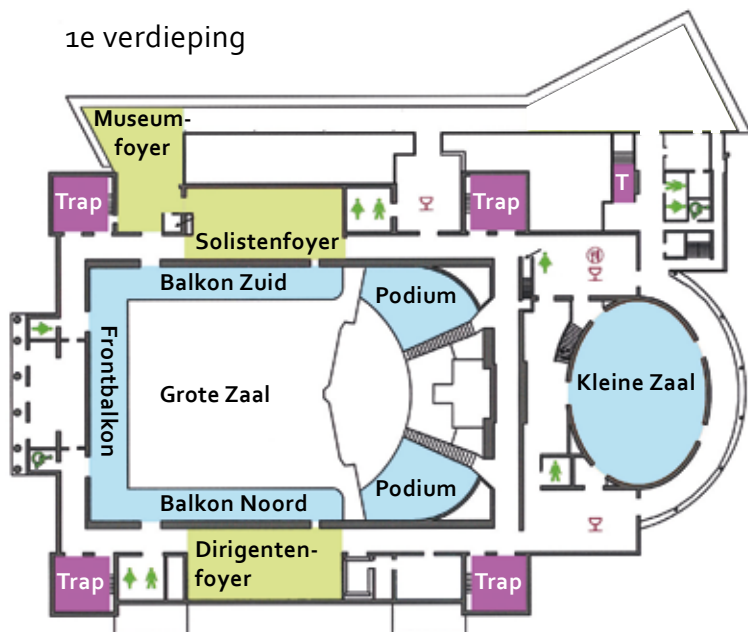 1e verdieping
Museum-
foyer
Trap
Trap
T
Solistenfoyer
Balkon Zuid
Podium
Frontbalkon
Grote Zaal
Kleine Zaal
Podium
Balkon Noord
Dirigenten-
foyer
Trap
Trap